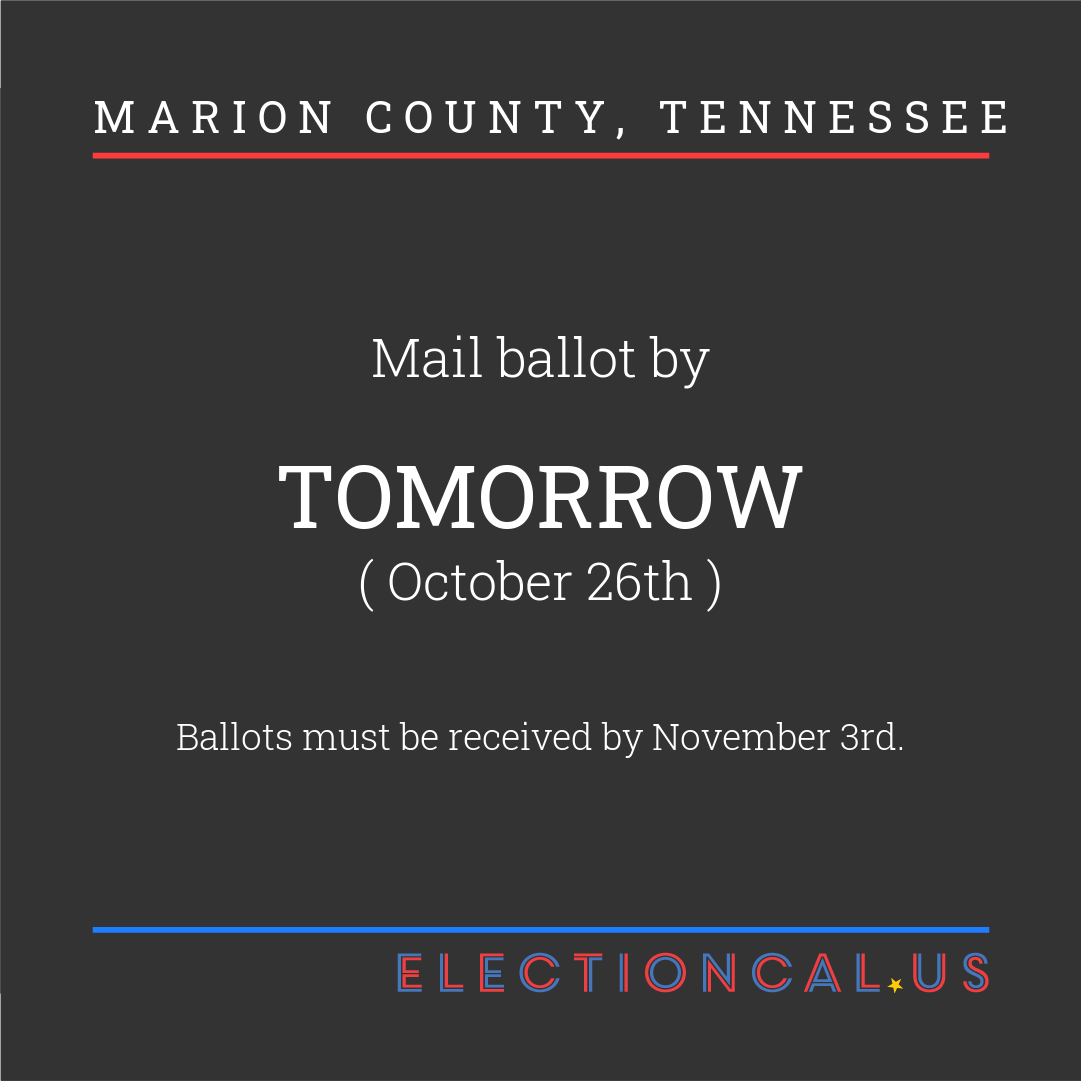 MARION COUNTY, TENNESSEE
Mail ballot by
TOMORROW
( October 26th )
Ballots must be received by November 3rd.
ELECTIONCAL.US